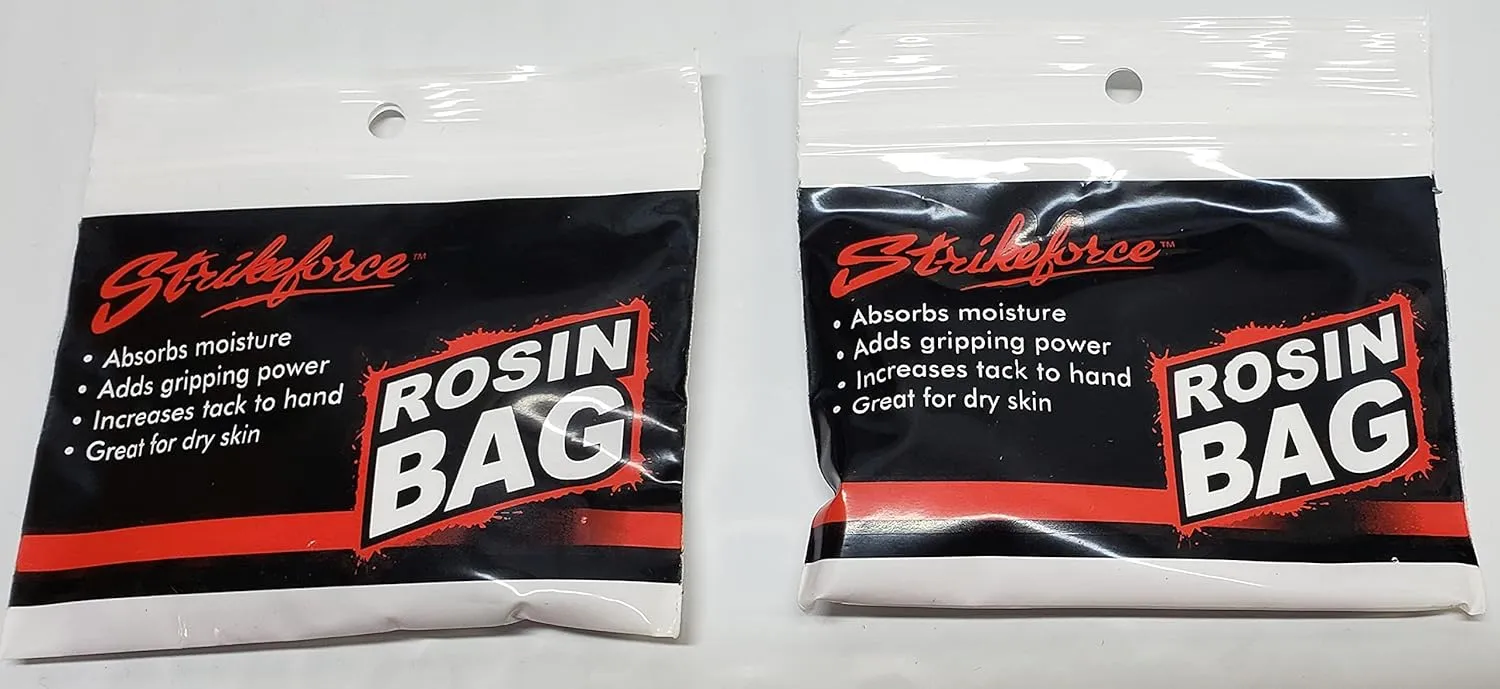 Strikeforce™
• Absorbs moisture
• Adds gripping power
• Increases tack to hand
• Great for dry skin
ROSIN
BAG
Strikeforce™
• Absorbs moisture
• Adds gripping power
• Increases tack to hand
• Great for dry skin
ROSIN
BAG